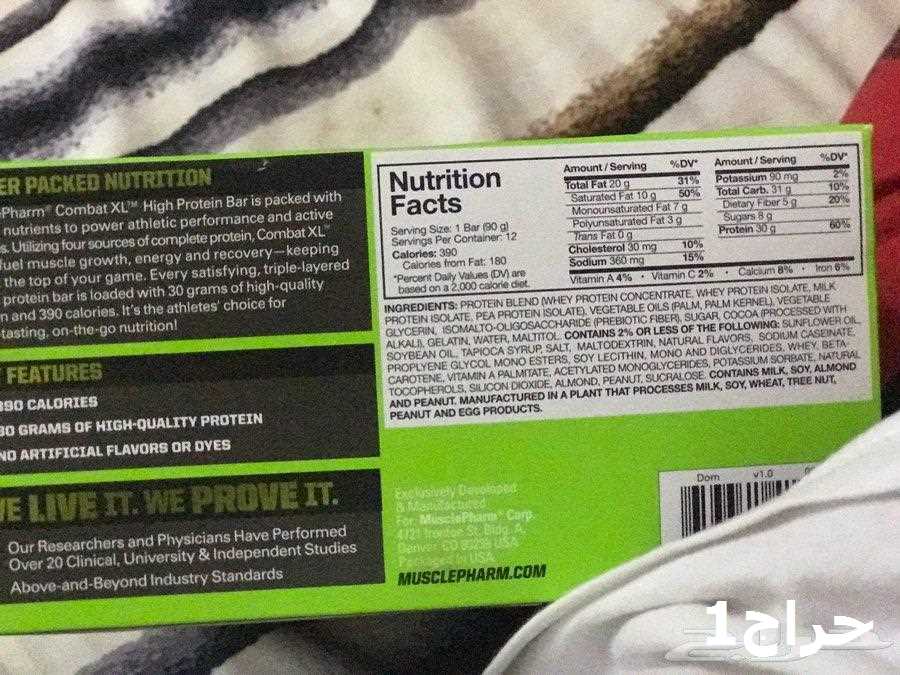 ER PACKED NUTRITION
Pharm® Combat XL™ High Protein Bar is packed with
nutrients to power athletic performance and active
s. Utilizing four sources of complete protein, Combat XL™
fuel muscle growth, energy and recovery—keeping
the top of your game. Every satisfying, triple-layered
protein bar is loaded with 30 grams of high-quality
n and 390 calories. It's the athletes' choice for
tasting, on-the-go nutrition!
FEATURES
390 CALORIES
30 GRAMS OF HIGH-QUALITY PROTEIN
NO ARTIFICIAL FLAVORS OR DYES
WE LIVE IT. WE PROVE IT.
Our Researchers and Physicians Have Performed
Over 20 Clinical, University & Independent Studies
Above-and-Beyond Industry Standards
Nutrition
Facts
Serving Size: 1 Bar (90 g)
Servings Per Container: 12
Calories: 390
Calories from Fat: 180
*Percent Daily Values (DV) are
based on a 2,000 calorie diet.
Amount / Serving %DV*
Total Fat 20 g 31%
Saturated Fat 10 g 50%
Monounsaturated Fat 7 g
Polyunsaturated Fat 3 g
Trans Fat 0 g
Cholesterol 30 mg 10%
Sodium 360 mg 15%
Amount / Serving %DV*
Potassium 90 mg 2%
Total Carb. 31 g 10%
Dietary Fiber 5 g 20%
Sugars 8 g
Protein 30 g 60%
Vitamin A 4% • Vitamin C 2% • Calcium 8% • Iron 6%
INGREDIENTS: PROTEIN BLEND (WHEY PROTEIN CONCENTRATE, WHEY PROTEIN ISOLATE, MILK
PROTEIN ISOLATE, PEA PROTEIN ISOLATE), VEGETABLE OILS (PALM, PALM KERNEL), VEGETABLE
GLYCERIN, ISOMALTO-OLIGOSACCHARIDE (PREBIOTIC FIBER), SUGAR, COCOA (PROCESSED WITH
ALKALI), GELATIN, WATER, MALTITOL. CONTAINS 2% OR LESS OF THE FOLLOWING: SUNFLOWER OIL,
SOYBEAN OIL, TAPIOCA SYRUP, SALT, MALTODEXTRIN, NATURAL FLAVORS, SODIUM CASEINATE,
PROPLYENE GLYCOL MONO ESTERS, SOY LECITHIN, MONO AND DIGLYCERIDES, WHEY, BETA-
CAROTENE, VITAMIN A PALMITATE, ACETYLATED MONOGLYCERIDES, POTASSIUM SORBATE, NATURAL
TOCOPHEROLS, SILICON DIOXIDE, ALMOND, PEANUT, SUCRALOSE. CONTAINS MILK, SOY, ALMOND
AND PEANUT. MANUFACTURED IN A PLANT THAT PROCESSES MILK, SOY, WHEAT, TREE NUT,
PEANUT AND EGG PRODUCTS.
Exclusively Developed
& Manufactured
For MusclePharm® Corp.
4721 Ironton St. Bldg. A,
Denver CO 80239 USA
USA
MUSCLEPHARM.COM
Dom v1.0
حراج1